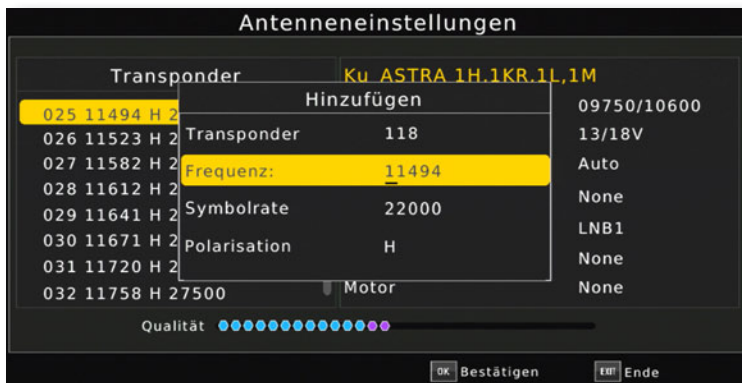 Antenneneinstellungen
Transponder
Ku ASTRA 1H,1KR,1L,1M
025 11494 H 2
026 11523 H 2
027 11582 H 2
028 11612 H 2
029 11641 H 2
030 11671 H 2
031 11720 H 2
032 11758 H 27500
Hinzufügen
Transponder 118
Frequenz: 11494
Symbolrate 22000
Polarisation H
09750/10600
13/18V
Auto
None
LNB1
None
Motor None
Qualität
OK Bestätigen
EXIT Ende